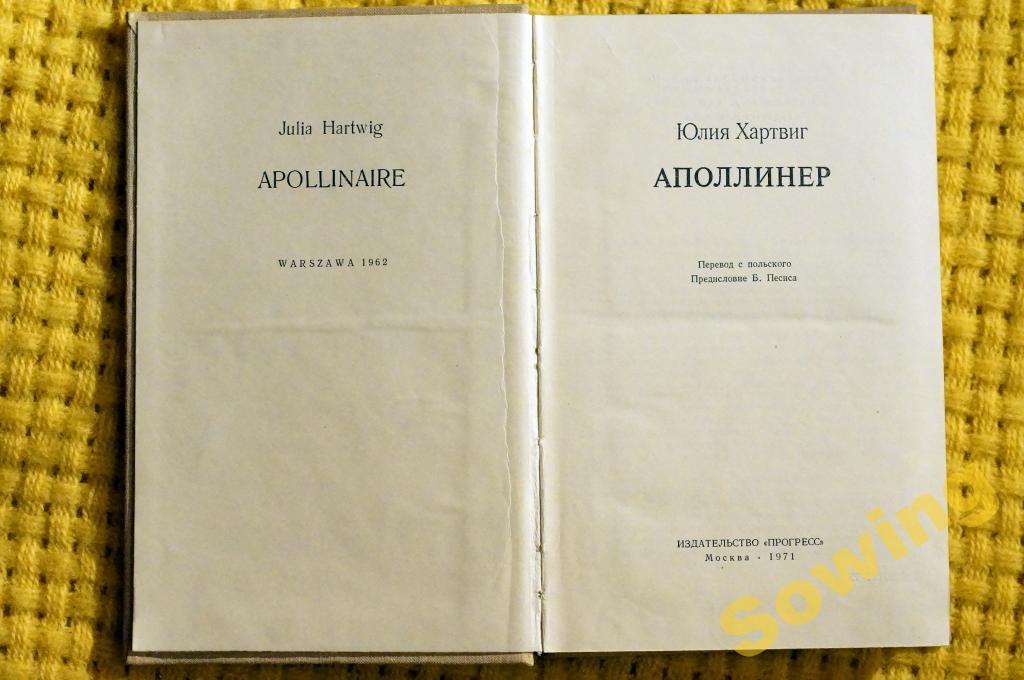 Julia Hartwig
APOLLINAIRE
WARSZAWA 1962
Юлия Хартвиг
АПОЛЛИНЕР
Перевод с польского
Предисловие Б. Песиса
ИЗДАТЕЛЬСТВО «ПРОГРЕСС»
Москва · 1971
Sowing